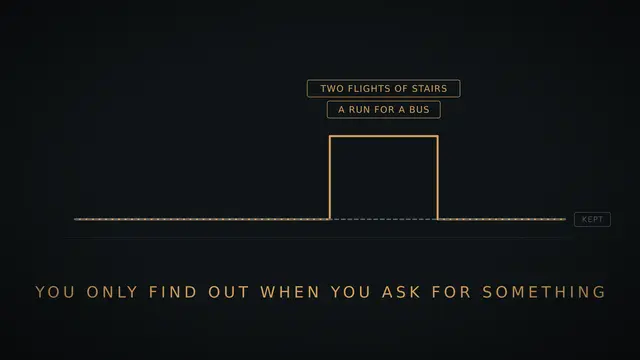 TWO FLIGHTS OF STAIRS
A RUN FOR A BUS
KEPT
YOU ONLY FIND OUT WHEN YOU ASK FOR SOMETHING